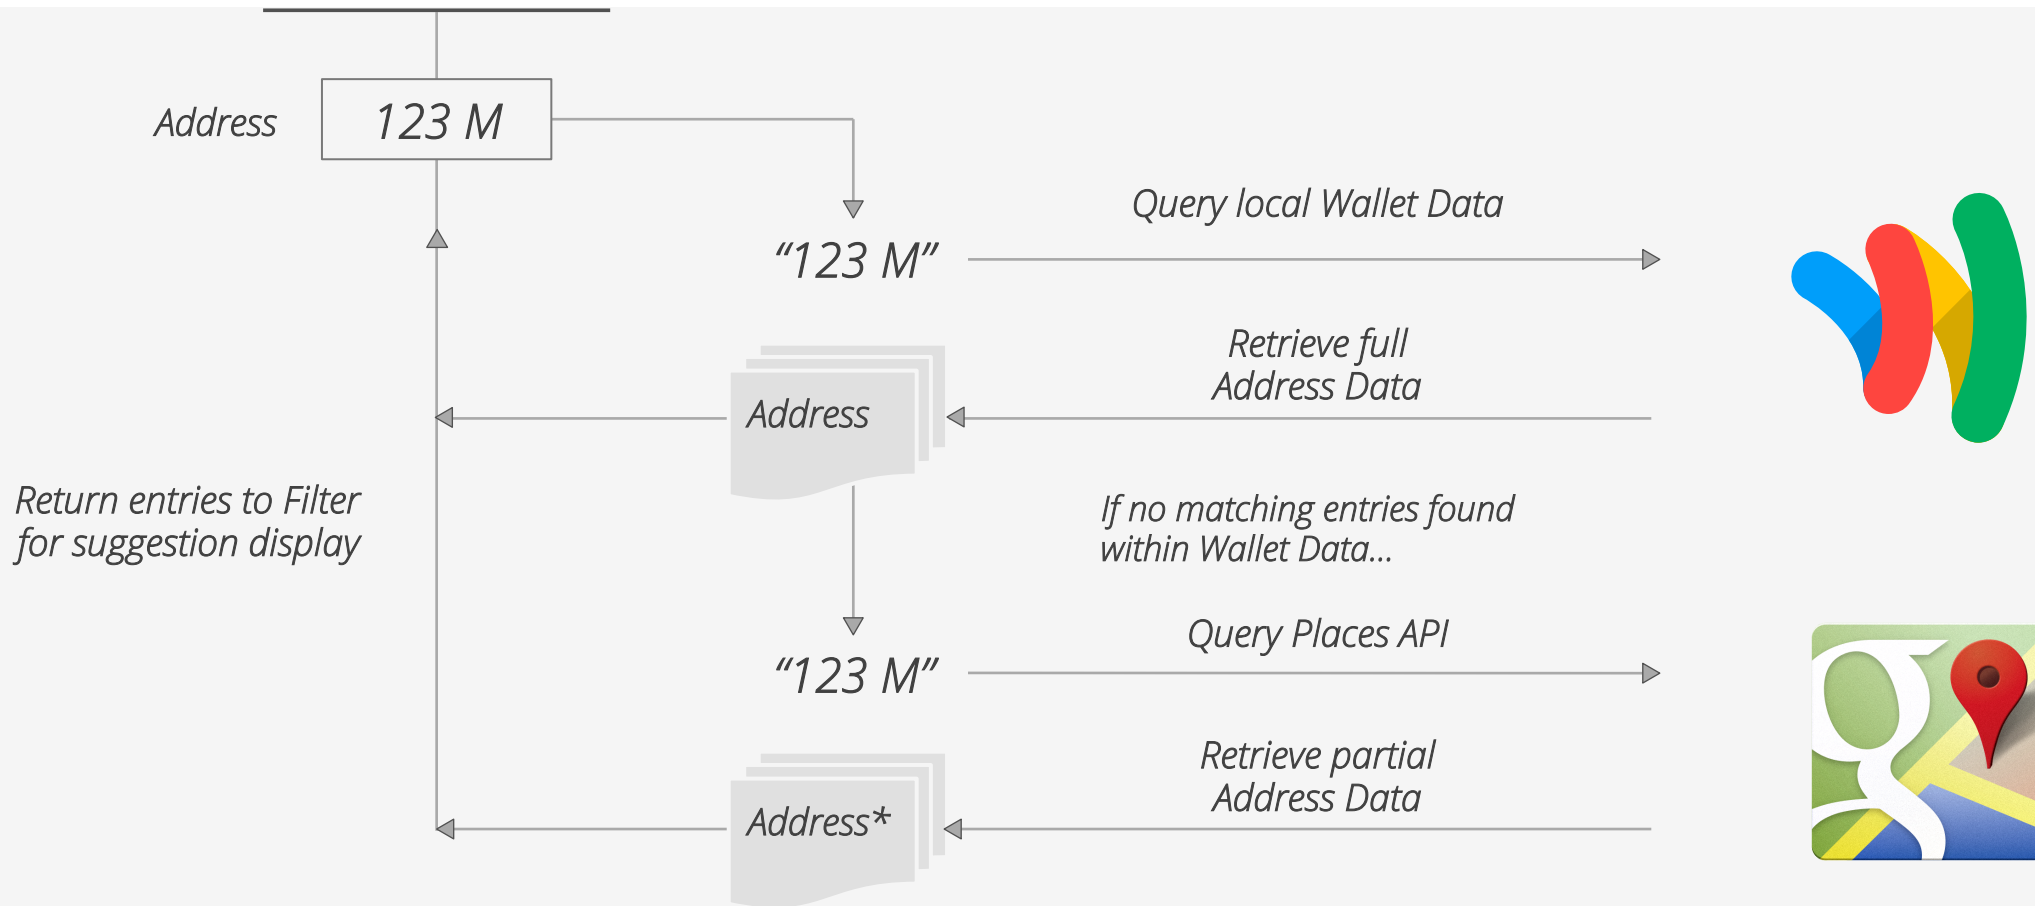 Address
123 M
Query local Wallet Data
“123 M”
Retrieve full
Address Data
Address
Return entries to Filter
for suggestion display
If no matching entries found
within Wallet Data...
Query Places API
“123 M”
Retrieve partial
Address Data
Address*
g